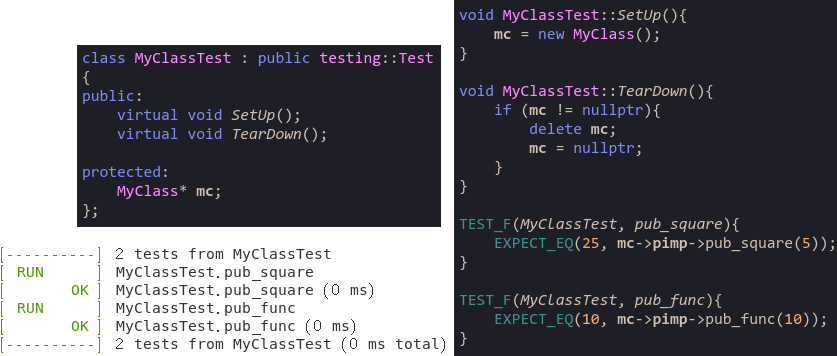 class MyClassTest : public testing::Test
{
public:
    virtual void SetUp();
    virtual void TearDown();

protected:
    MyClass* mc;
};
[----------] 2 tests from MyClassTest
[ RUN      ] MyClassTest.pub_square
[       OK ] MyClassTest.pub_square (0 ms)
[ RUN      ] MyClassTest.pub_func
[       OK ] MyClassTest.pub_func (0 ms)
[----------] 2 tests from MyClassTest (0 ms total)
void MyClassTest::SetUp(){
    mc = new MyClass();
}

void MyClassTest::TearDown(){
    if (mc != nullptr){
        delete mc;
        mc = nullptr;
    }
}

TEST_F(MyClassTest, pub_square){
    EXPECT_EQ(25, mc->pimp->pub_square(5));
}

TEST_F(MyClassTest, pub_func){
    EXPECT_EQ(10, mc->pimp->pub_func(10));
}